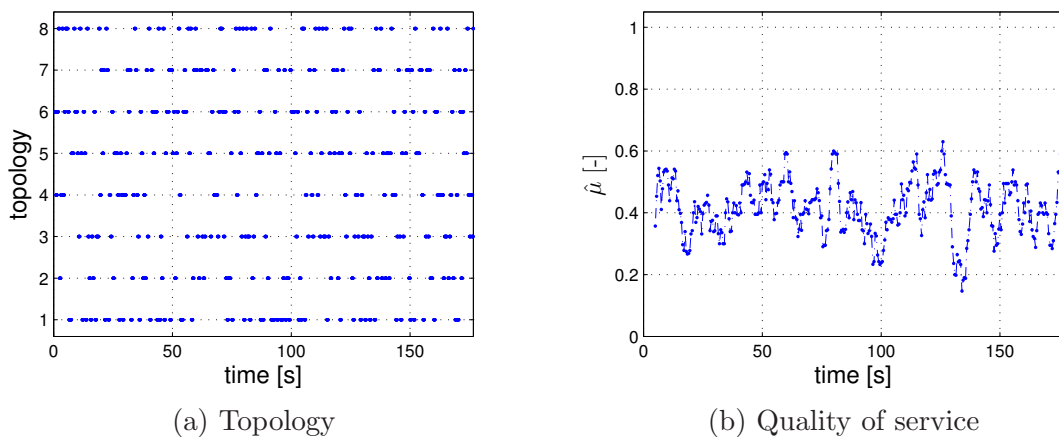 8
7
6
5
4
3
2
1
topology
0 50 100 150
time [s]
(a) Topology
1
0.8
0.6
0.4
0.2
0
μ̂ [-]
0 50 100 150
time [s]
(b) Quality of service